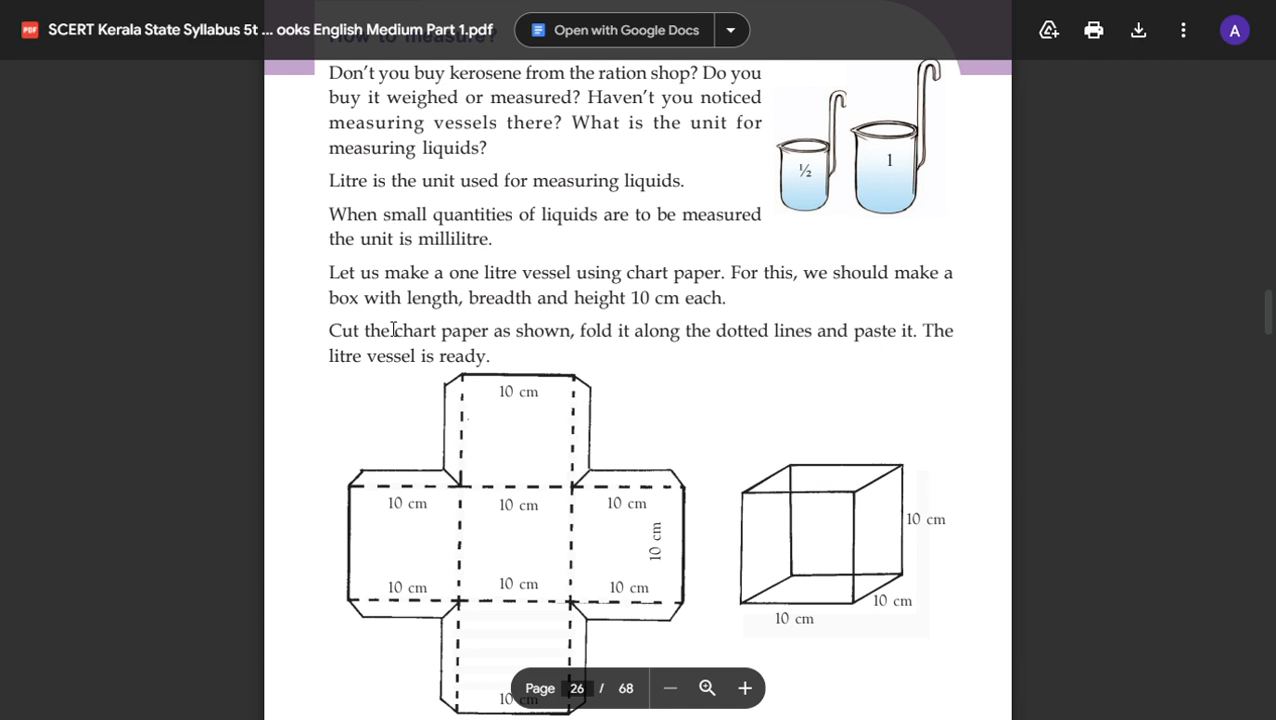 SCERT Kerala State Syllabus 5t ... ooks English Medium Part 1.pdf
Open with Google Docs
A
How to measure?
Don't you buy kerosene from the ration shop? Do you
buy it weighed or measured? Haven't you noticed
measuring vessels there? What is the unit for
measuring liquids?
½
1
Litre is the unit used for measuring liquids.
When small quantities of liquids are to be measured
the unit is millilitre.
Let us make a one litre vessel using chart paper. For this, we should make a
box with length, breadth and height 10 cm each.
Cut the chart paper as shown, fold it along the dotted lines and paste it. The
litre vessel is ready.
10 cm
10 cm
10 cm
10 cm
10 cm
10 cm
10 cm
10 cm
10 cm
10 cm
10 cm
10 cm
Page 26 / 68